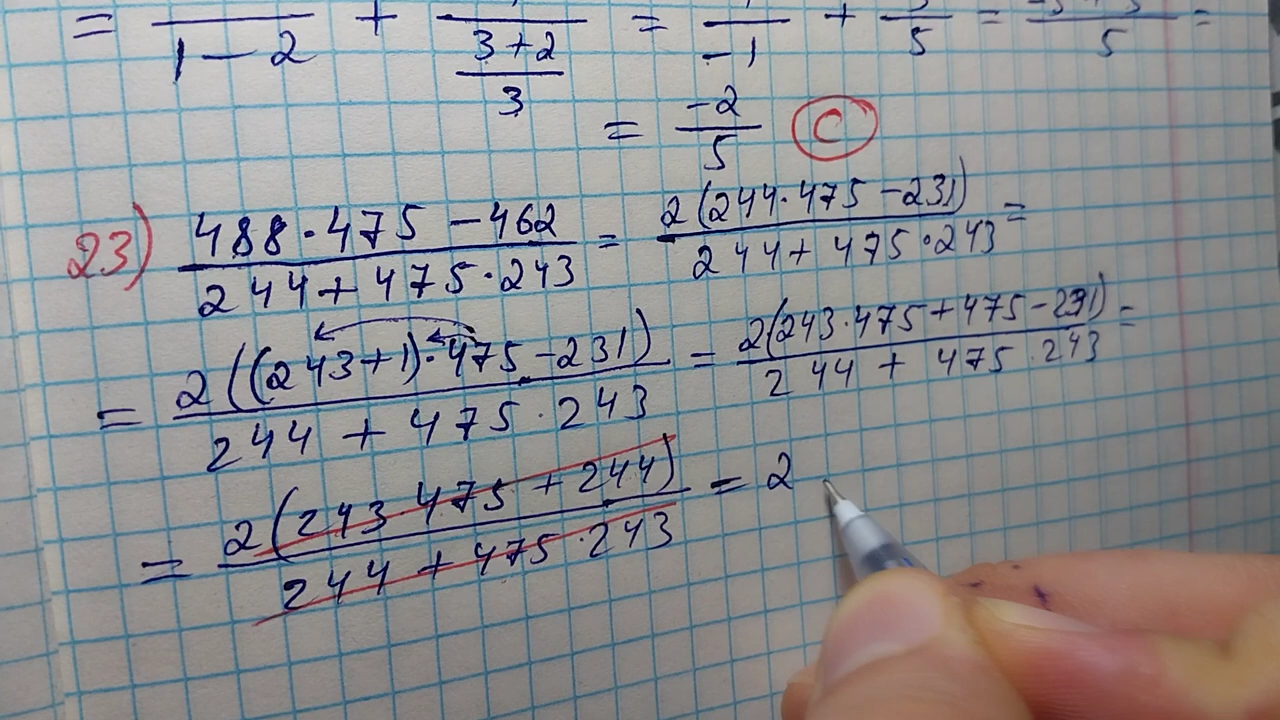 = /(1 - 2) + /((3+2)/3) = /(-1) + /5 = /5 =
= -2/5 C
23) (488·475 - 462)/(244 + 475·243) = 2(244·475 - 231)/(244 + 475·243) =
= 2((243+1)·475 - 231)/(244 + 475·243) = 2(243·475 + 475 - 231)/(244 + 475·243) =
= 2(243·475 + 244)/(244 + 475·243) = 2